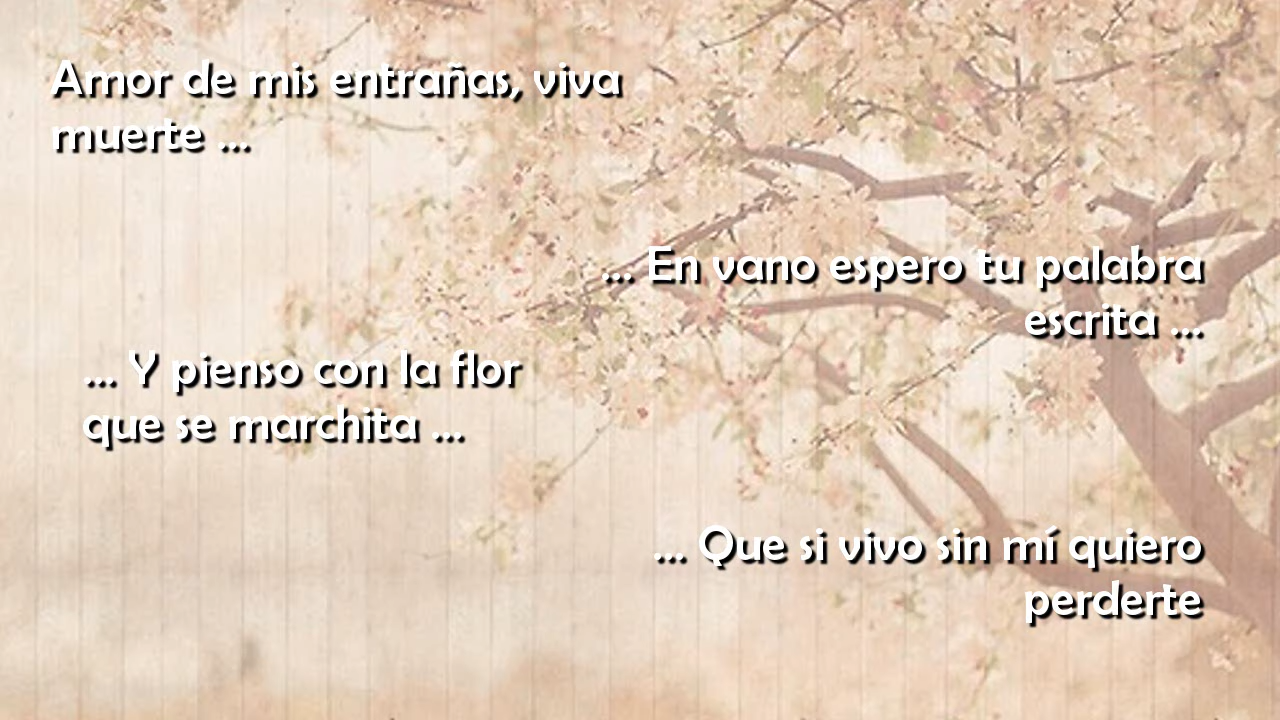 Amor de mis entrañas, viva
muerte ...
... En vano espero tu palabra
escrita ...
... Y pienso con la flor
que se marchita ...
... Que si vivo sin mí quiero
perderte